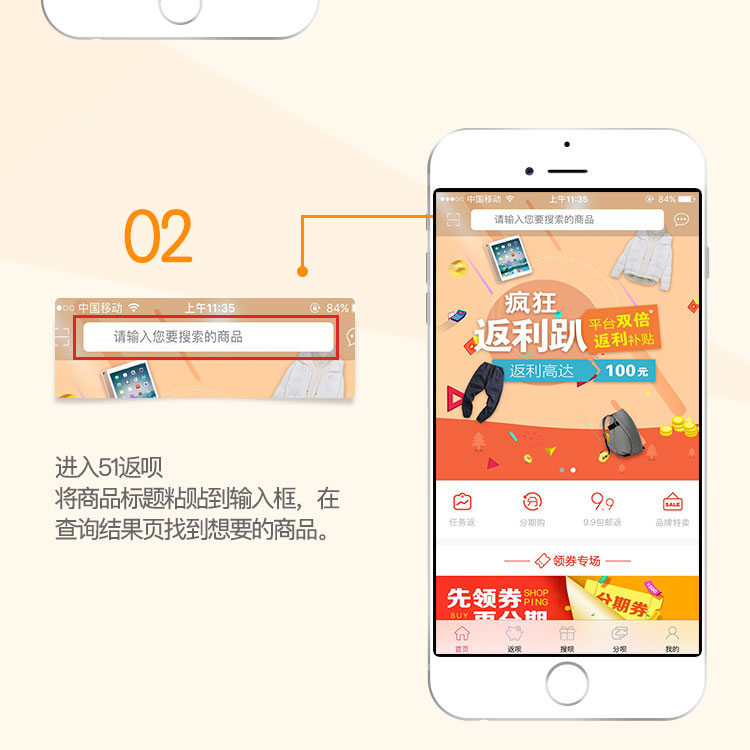 02
中国移动 上午11:35 84%
请输入您要搜索的商品
进入51返呗
将商品标题粘贴到输入框，在
查询结果页找到想要的商品。
中国移动 上午11:35 84%
请输入您要搜索的商品
疯狂
返利趴
平台双倍
返利补贴
返利高达 100元
任务返 分期购 9.9 9.9包邮返 SALE 品牌特卖
领券专场
先领券 SHOP
BUY PING
再分期
分期券
首页 返呗 搜呗 分呗 我的